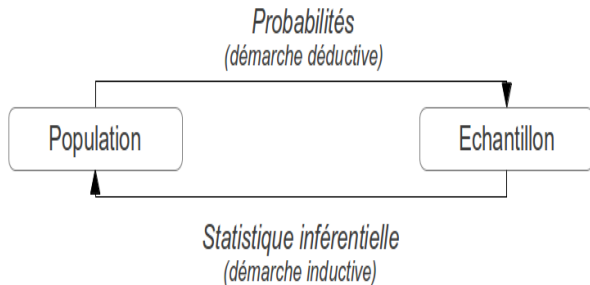 Probabilités
(démarche déductive)
Population
Echantillon
Statistique inférentielle
(démarche inductive)